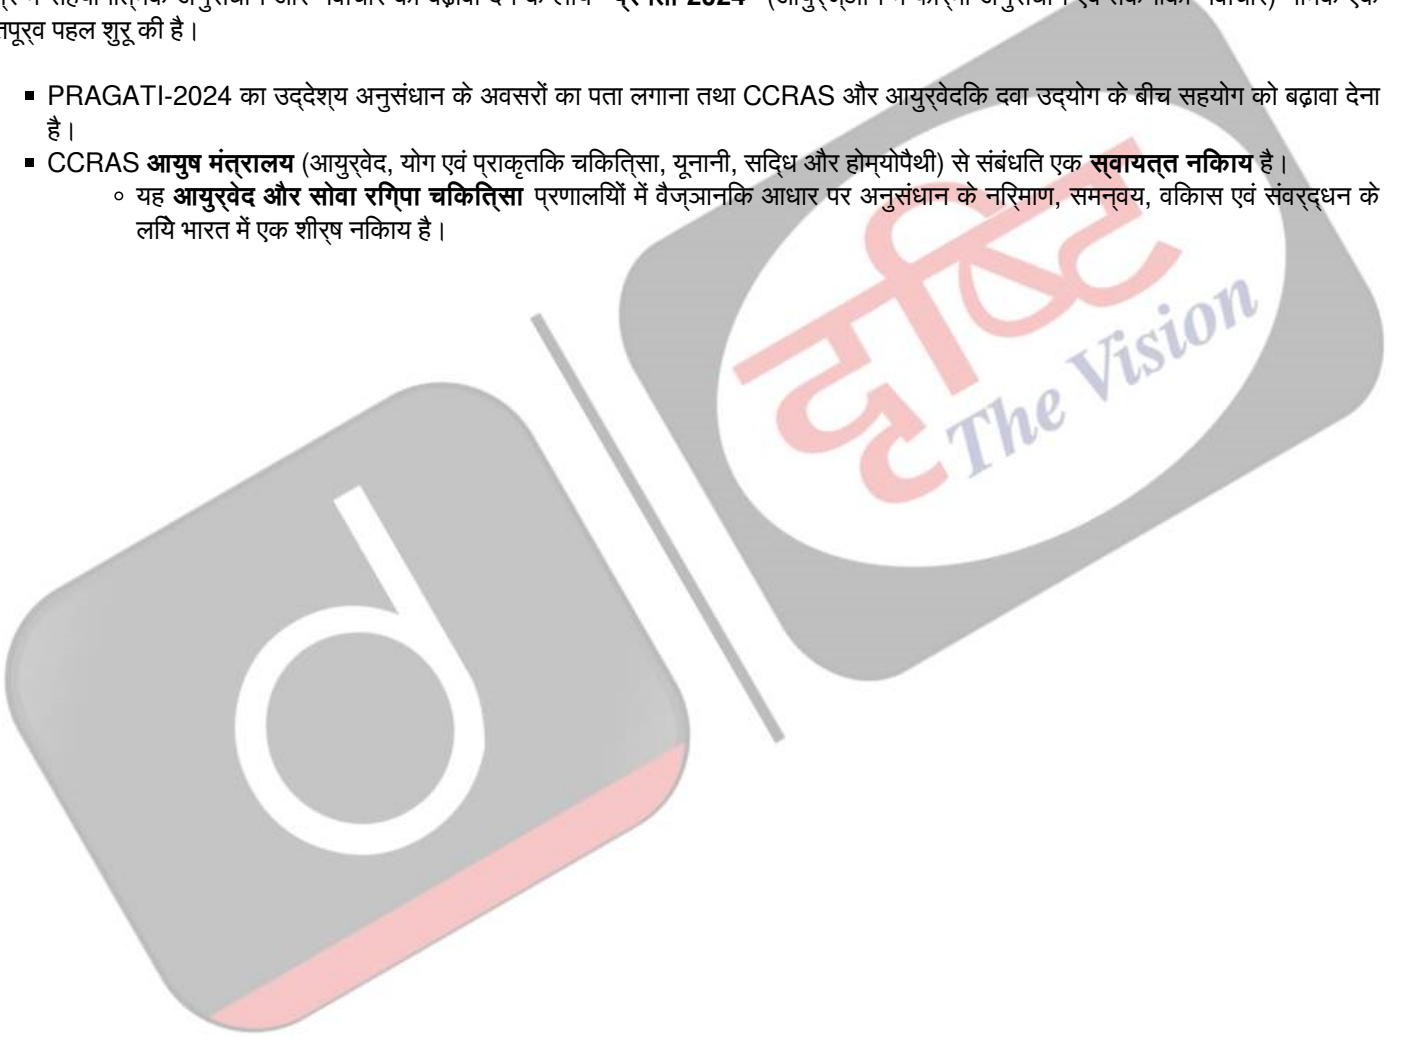 पूर्व पहल शुरू की है।
PRAGATI-2024 का उद्देश्य अनुसंधान के अवसरों का पता लगाना तथा CCRAS और आयुर्वेदिक दवा उद्योग के बीच सहयोग को बढ़ावा देना
है।
CCRAS आयुष मंत्रालय (आयुर्वेद, योग एवं प्राकृतिक चिकित्सा, यूनानी, सिद्ध और होम्योपैथी) से संबंधित एक स्वायत्त निकाय है।
यह आयुर्वेद और सोवा रिग्पा चिकित्सा प्रणालियों में वैज्ञानिक आधार पर अनुसंधान के निर्माण, समन्वय, विकास एवं संवर्द्धन के
लिये भारत में एक शीर्ष निकाय है।
दृष्टि
The Vision
d